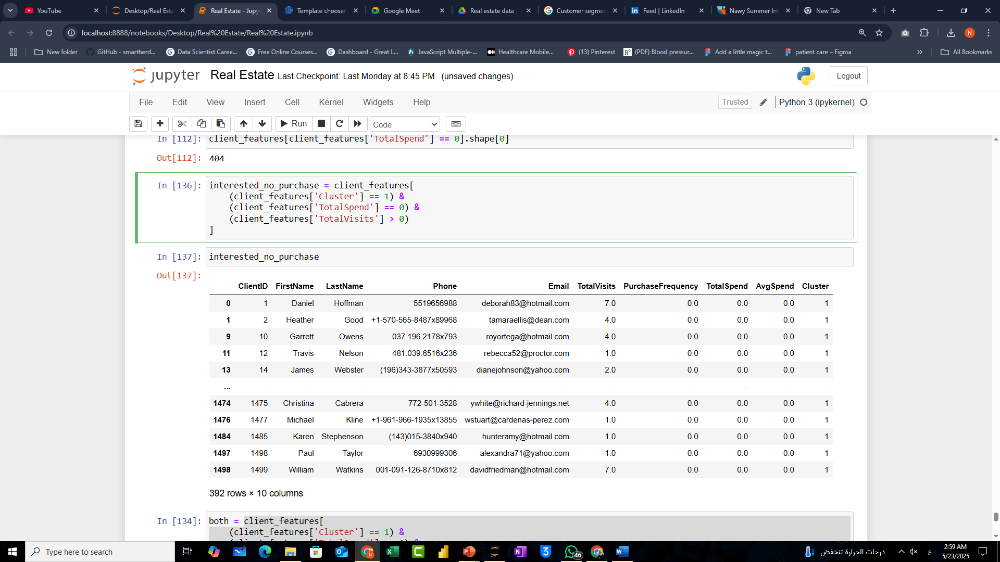 YouTube
Desktop/Real Esta
Real Estate - Jupy
Template chooser
Google Meet
Real estate data -
Customer segmen
Feed | LinkedIn
Nawy Summer Int
New Tab
localhost:8888/notebooks/Desktop/Real%20Estate/Real%20Estate.ipynb
N
New folder
GitHub - smartherd...
Data Scientist Caree...
Free Online Courses...
Dashboard - Great L...
JavaScript Multiple-...
Healthcare Mobile...
(13) Pinterest
(PDF) Blood pressur...
Add a little magic t...
patient care – Figma
All Bookmarks
jupyter Real Estate Last Checkpoint: Last Monday at 8:45 PM (unsaved changes)
Logout
File Edit View Insert Cell Kernel Widgets Help
Trusted
Python 3 (ipykernel)
Run
Code
In [112]: client_features[client_features['TotalSpend'] == 0].shape[0]
Out[112]: 404
In [136]: interested_no_purchase = client_features[
(client_features['Cluster'] == 1) &
(client_features['TotalSpend'] == 0) &
(client_features['TotalVisits'] > 0)
]
In [137]: interested_no_purchase
Out[137]:
ClientID FirstName LastName Phone Email TotalVisits PurchaseFrequency TotalSpend AvgSpend Cluster
0 1 Daniel Hoffman 5519656988 deborah83@hotmail.com 7.0 0.0 0.0 0.0 1
1 2 Heather Good +1-570-565-8487x89968 tamaraellis@dean.com 4.0 0.0 0.0 0.0 1
9 10 Garrett Owens 037.196.2178x793 royortega@hotmail.com 4.0 0.0 0.0 0.0 1
11 12 Travis Nelson 481.039.6516x236 rebecca52@proctor.com 1.0 0.0 0.0 0.0 1
13 14 James Webster (196)343-3877x50593 dianejohnson@yahoo.com 2.0 0.0 0.0 0.0 1
... ... ... ... ... ... ... ... ... ... ...
1474 1475 Christina Cabrera 772-501-3528 ywhite@richard-jennings.net 4.0 0.0 0.0 0.0 1
1476 1477 Michael Kline +1-961-966-1935x13855 wstuart@cardenas-perez.com 1.0 0.0 0.0 0.0 1
1484 1485 Karen Stephenson (143)015-3840x940 hunteramy@hotmail.com 1.0 0.0 0.0 0.0 1
1497 1498 Paul Taylor 6930999306 alexandra71@yahoo.com 1.0 0.0 0.0 0.0 1
1498 1499 William Watkins 001-091-126-8710x812 davidfriedman@hotmail.com 7.0 0.0 0.0 0.0 1
392 rows × 10 columns
In [134]: both = client_features[
(client_features['Cluster'] == 1) &
Type here to search
46
درجات الحرارة تنخفض
ع
2:59 AM
5/23/2025